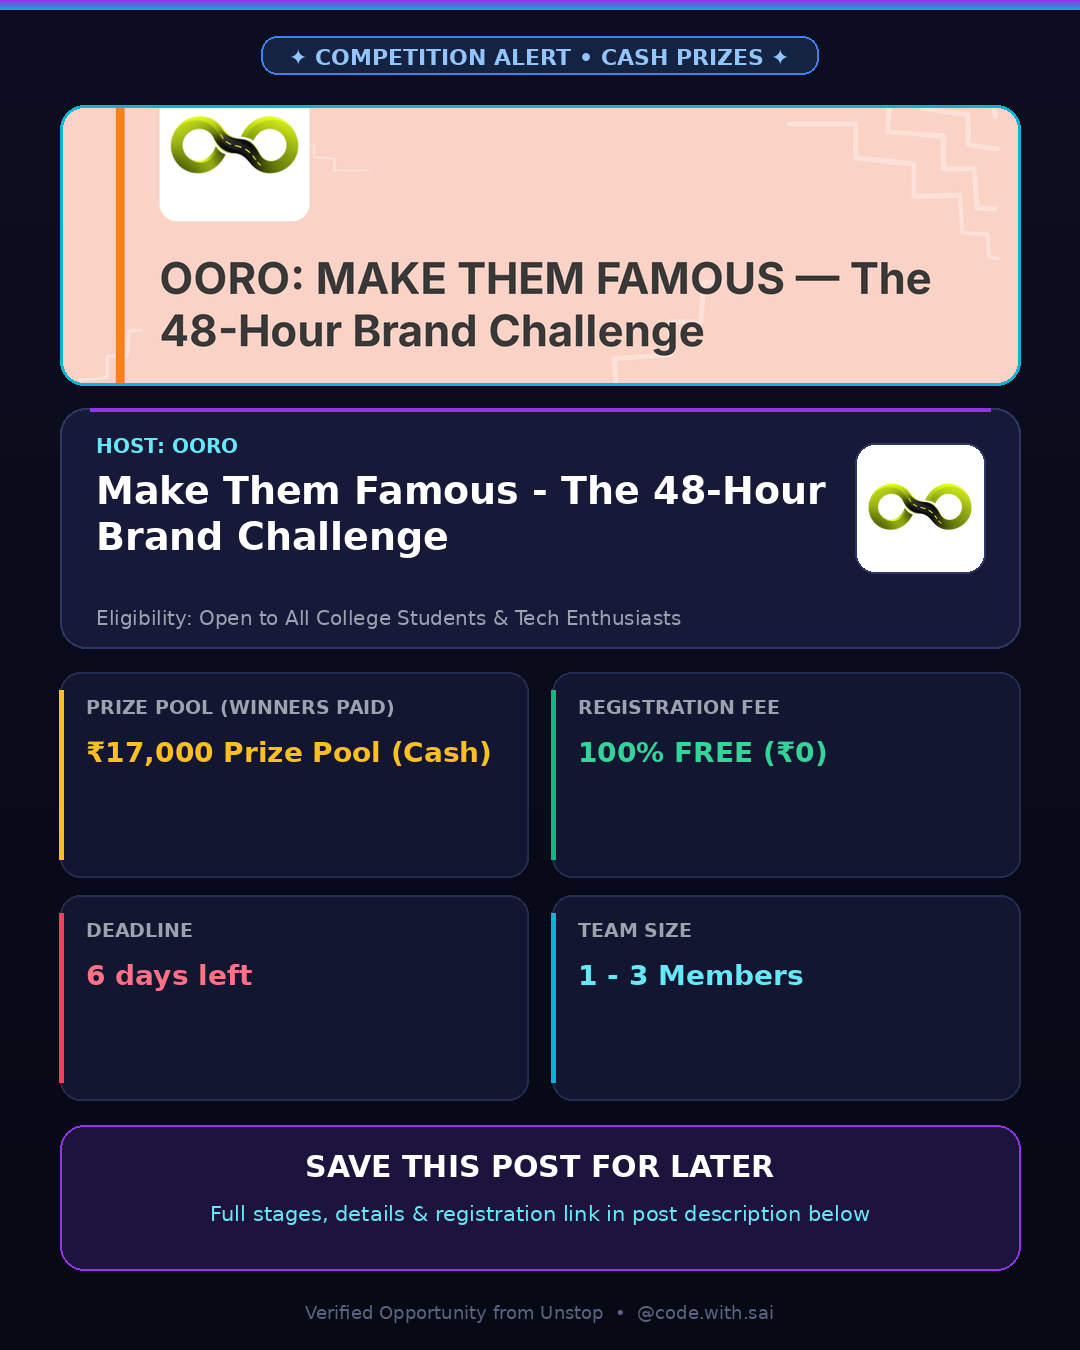 ✦ COMPETITION ALERT • CASH PRIZES ✦
OORO: MAKE THEM FAMOUS — The
48-Hour Brand Challenge
HOST: OORO
Make Them Famous - The 48-Hour
Brand Challenge
Eligibility: Open to All College Students & Tech Enthusiasts
PRIZE POOL (WINNERS PAID)
₹17,000 Prize Pool (Cash)
REGISTRATION FEE
100% FREE (₹0)
DEADLINE
6 days left
TEAM SIZE
1 - 3 Members
SAVE THIS POST FOR LATER
Full stages, details & registration link in post description below
Verified Opportunity from Unstop • @code.with.sai